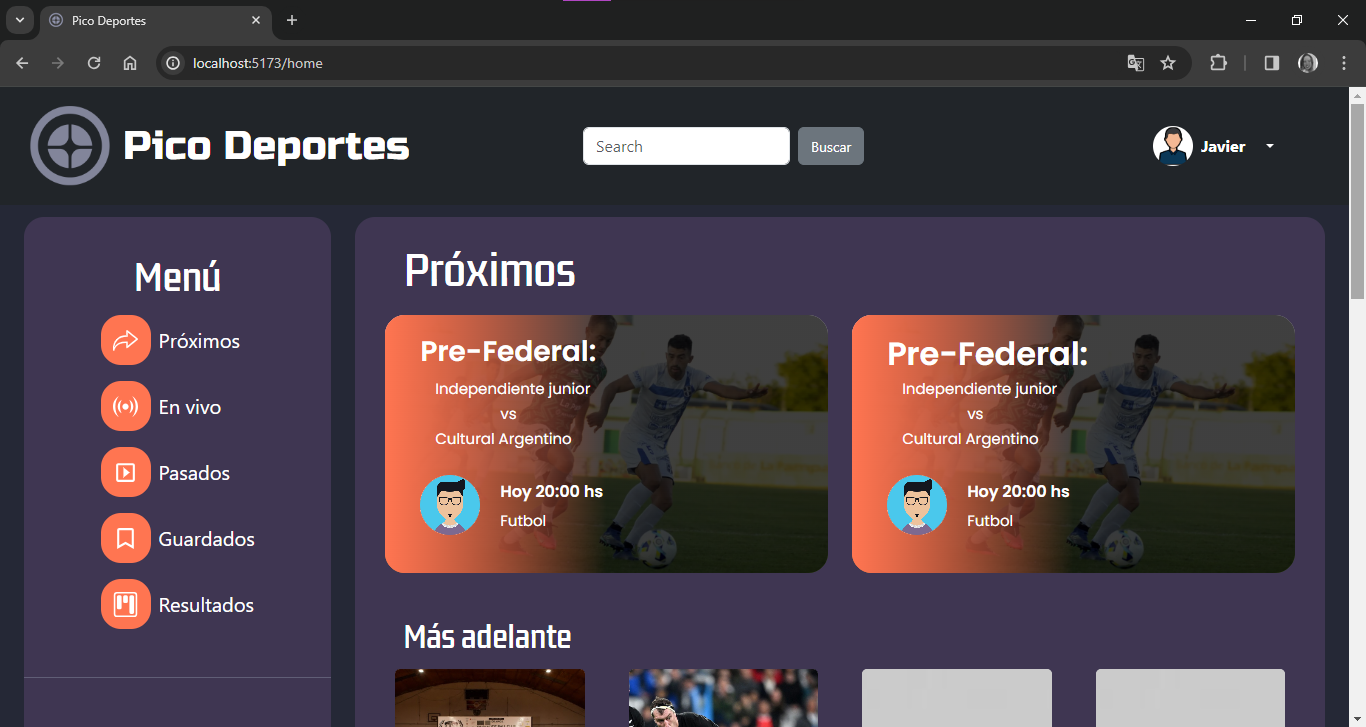 Pico Deportes
localhost:5173/home
Pico Deportes
Search
Buscar
Javier
Menú
Próximos
En vivo
Pasados
Guardados
Resultados
Próximos
Pre-Federal:
Independiente junior
vs
Cultural Argentino
Hoy 20:00 hs
Futbol
Pre-Federal:
Independiente junior
vs
Cultural Argentino
Hoy 20:00 hs
Futbol
Más adelante